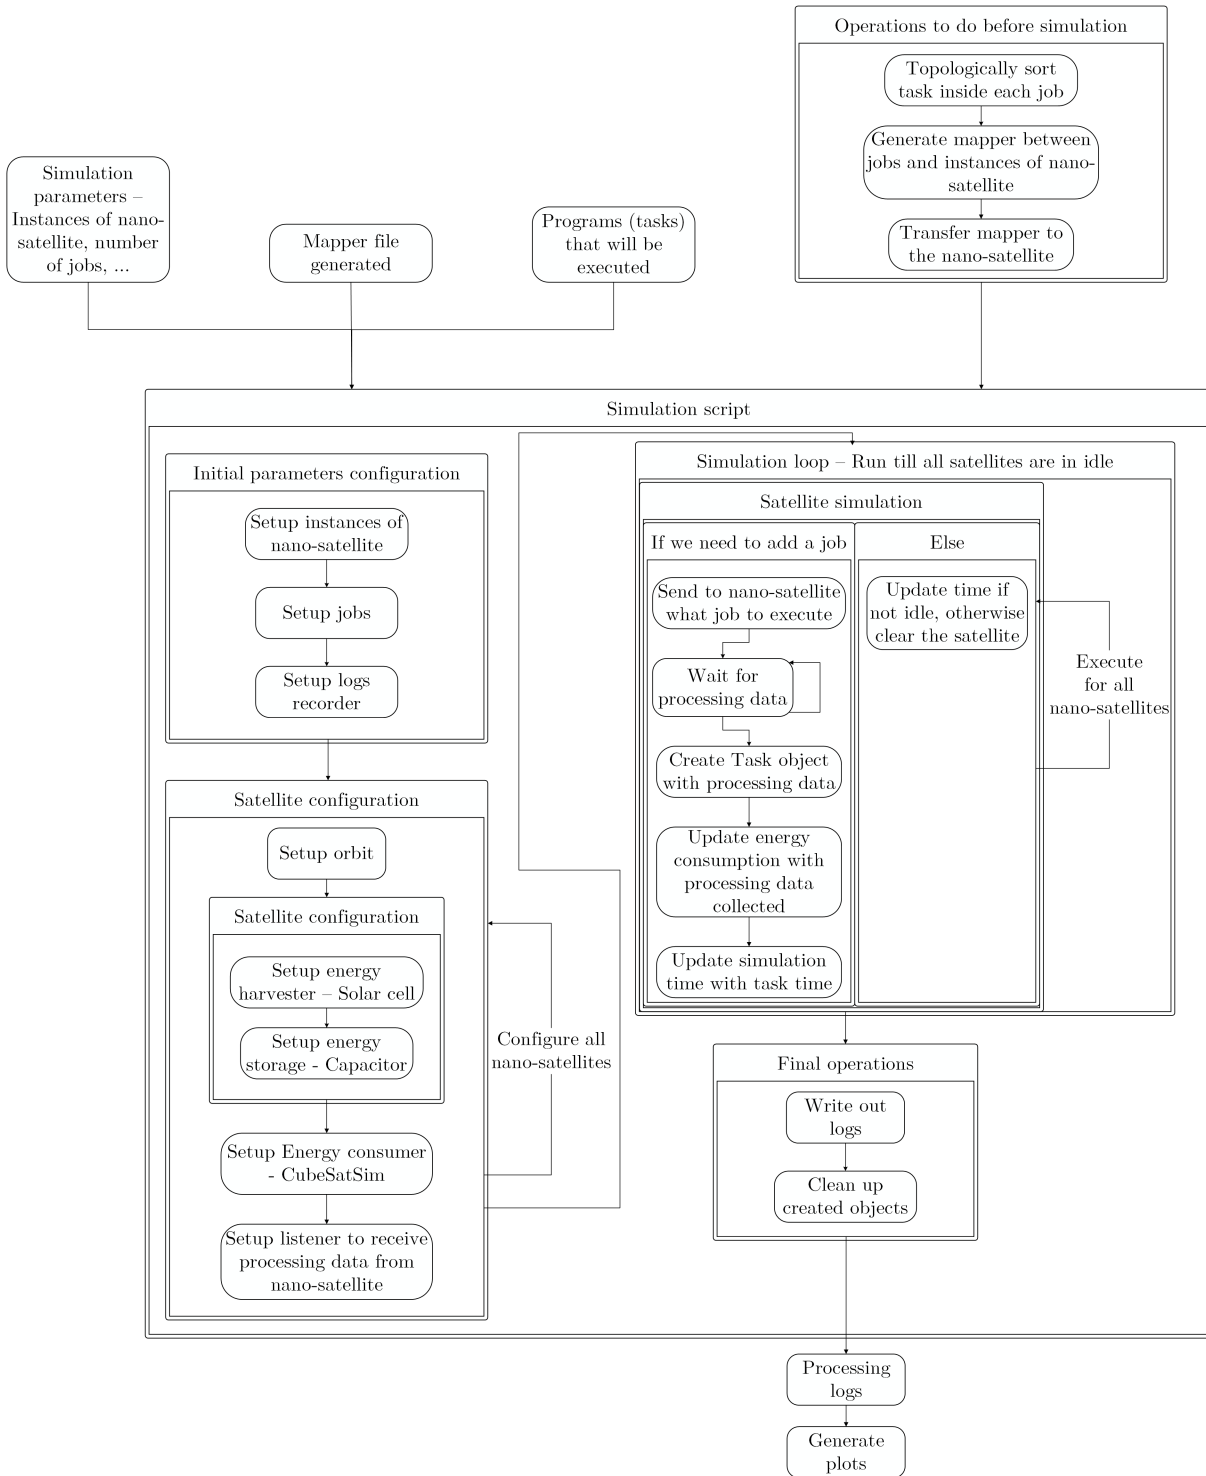 Operations to do before simulation
Topologically sort
task inside each job
Generate mapper between
jobs and instances of nano-
satellite
Transfer mapper to
the nano-satellite
Simulation
parameters –
Instances of nano-
satellite, number
of jobs, ...
Mapper file
generated
Programs (tasks)
that will be
executed
Simulation script
Initial parameters configuration
Setup instances of
nano-satellite
Setup jobs
Setup logs
recorder
Satellite configuration
Setup orbit
Satellite configuration
Setup energy
harvester – Solar cell
Setup energy
storage - Capacitor
Setup Energy consumer
- CubeSatSim
Setup listener to receive
processing data from
nano-satellite
Configure all
nano-satellites
Simulation loop – Run till all satellites are in idle
Satellite simulation
If we need to add a job
Send to nano-satellite
what job to execute
Wait for
processing data
Create Task object
with processing data
Update energy
consumption with
processing data
collected
Update simulation
time with task time
Else
Update time if
not idle, otherwise
clear the satellite
Execute
for all
nano-satellites
Final operations
Write out
logs
Clean up
created objects
Processing
logs
Generate
plots